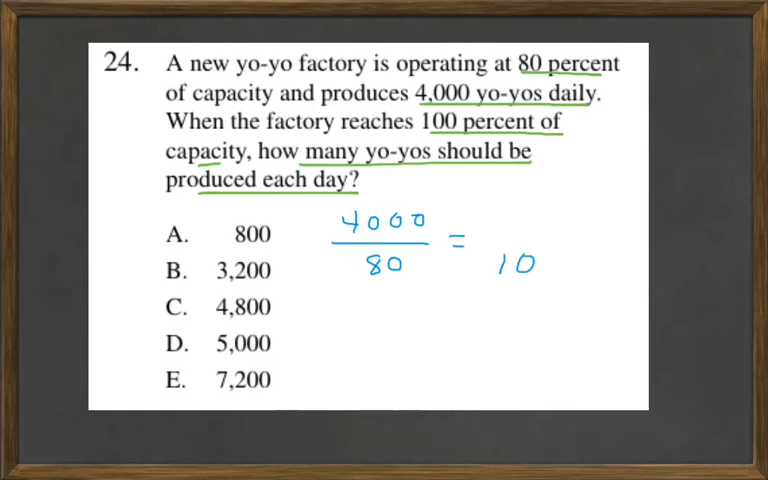 24. A new yo-yo factory is operating at 80 percent
of capacity and produces 4,000 yo-yos daily.
When the factory reaches 100 percent of
capacity, how many yo-yos should be
produced each day?
A. 800
B. 3,200
C. 4,800
D. 5,000
E. 7,200
4000
=
80
10